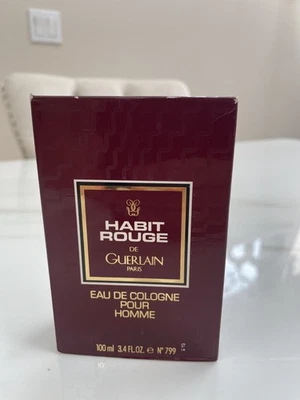 HABIT
ROUGE
DE
GUERLAIN
PARIS
EAU DE COLOGNE
POUR
HOMME
100 ml 3.4 FL.OZ. ℮ N° 799